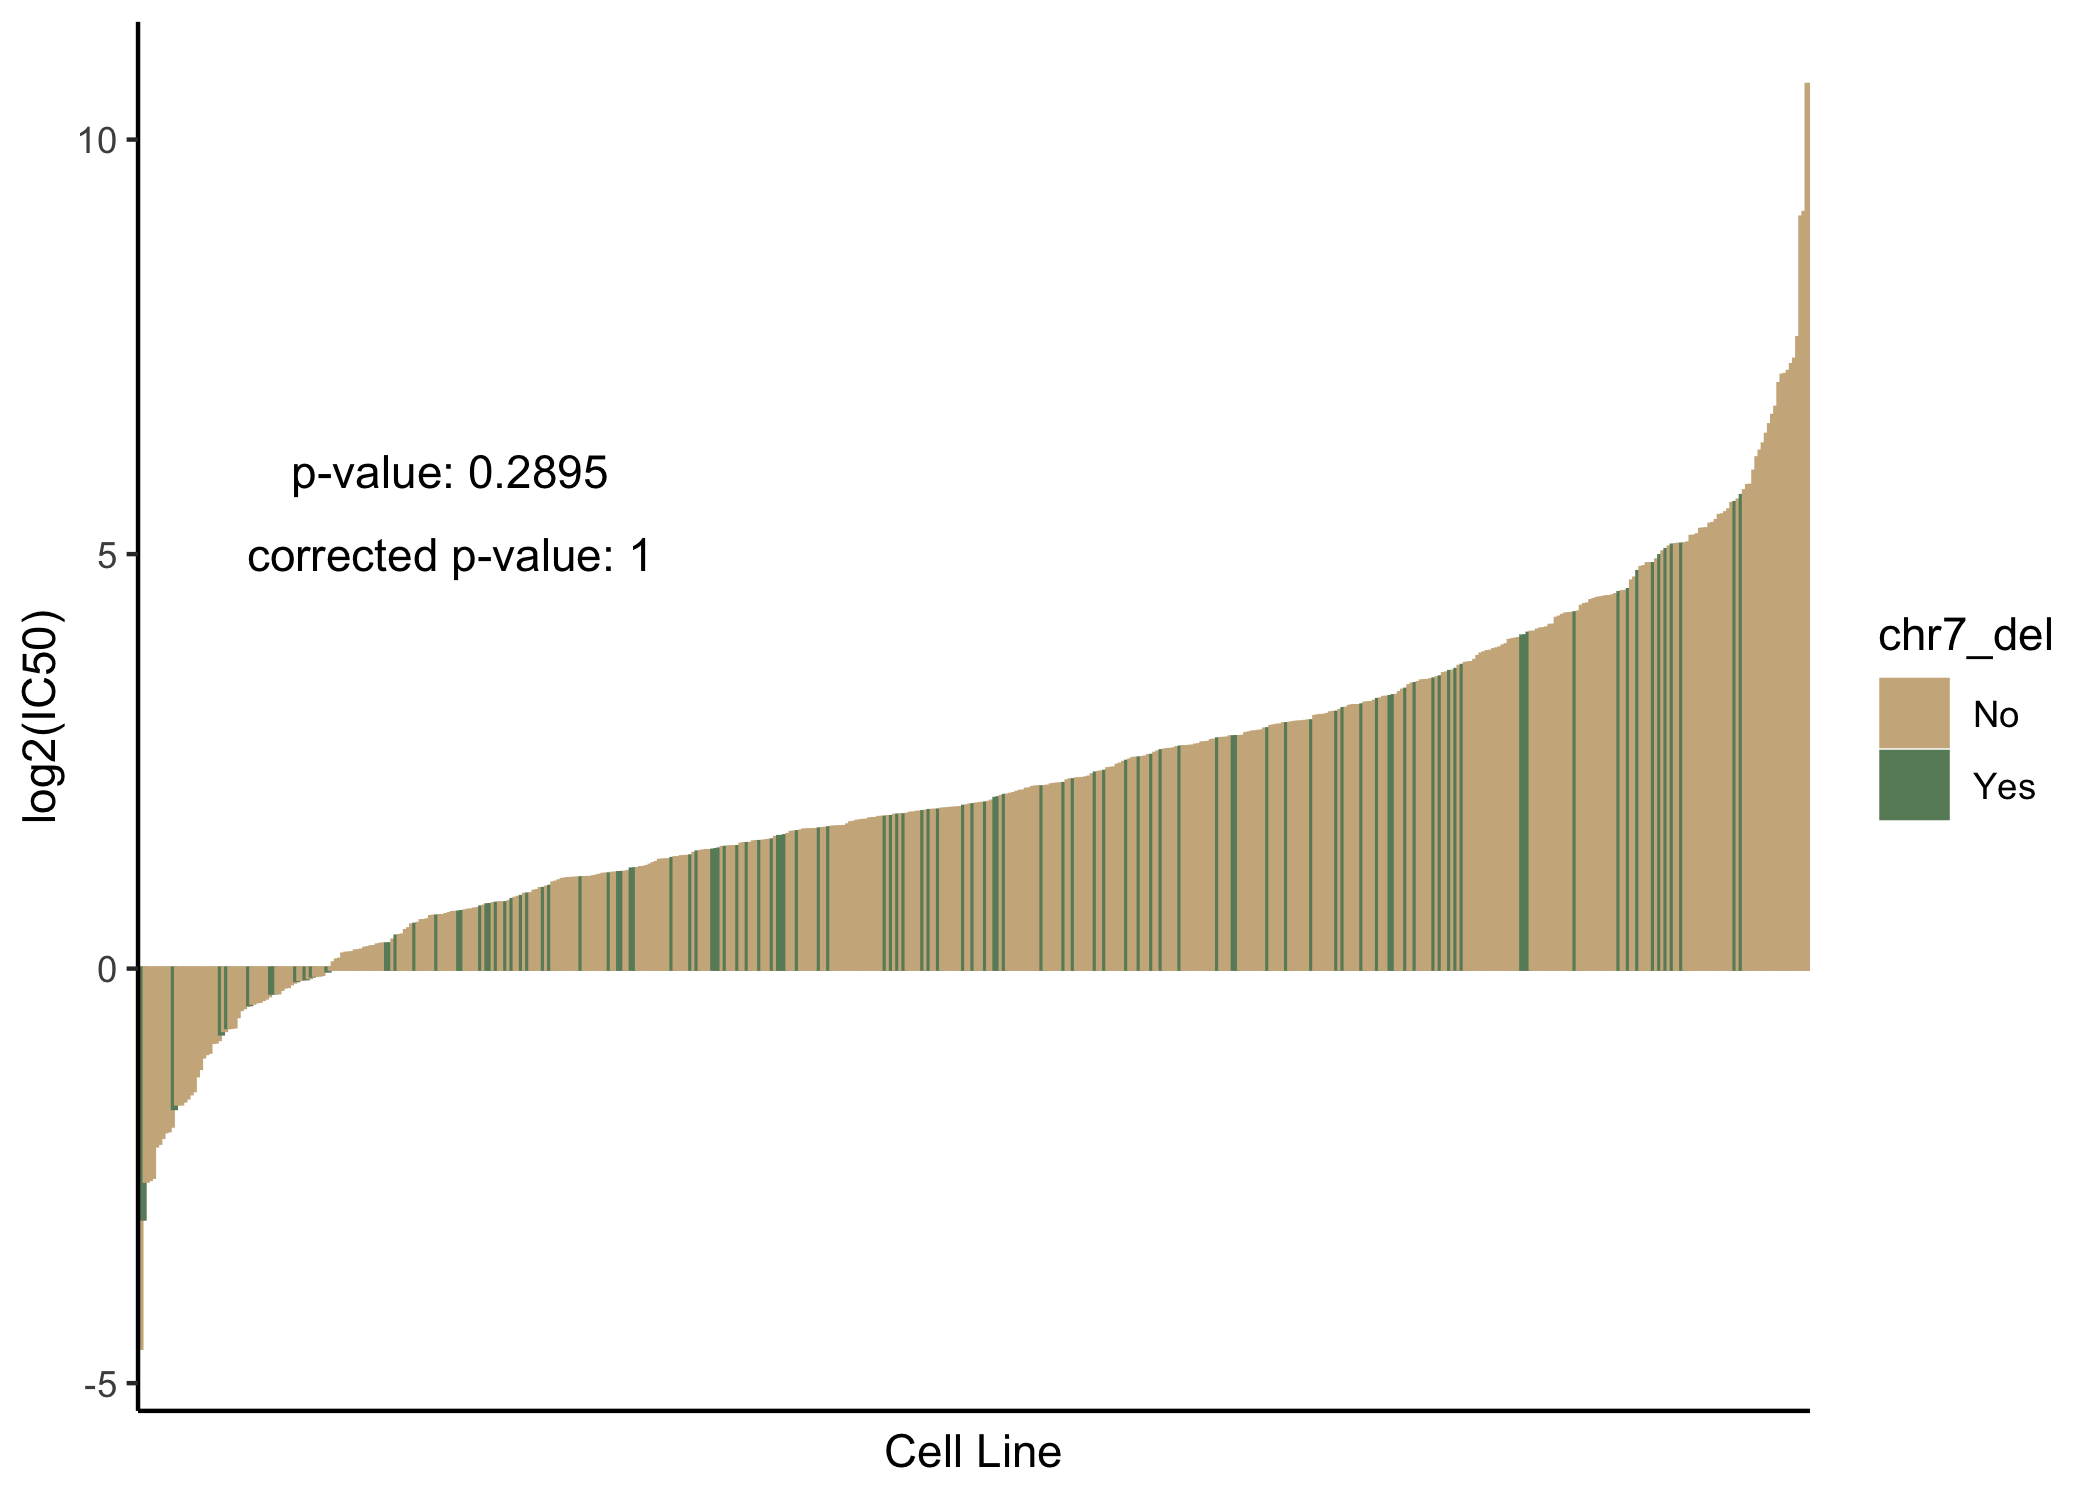 10
p-value: 0.2895
corrected p-value: 1
5
0
-5
log2(IC50)
Cell Line
chr7_del
No
Yes